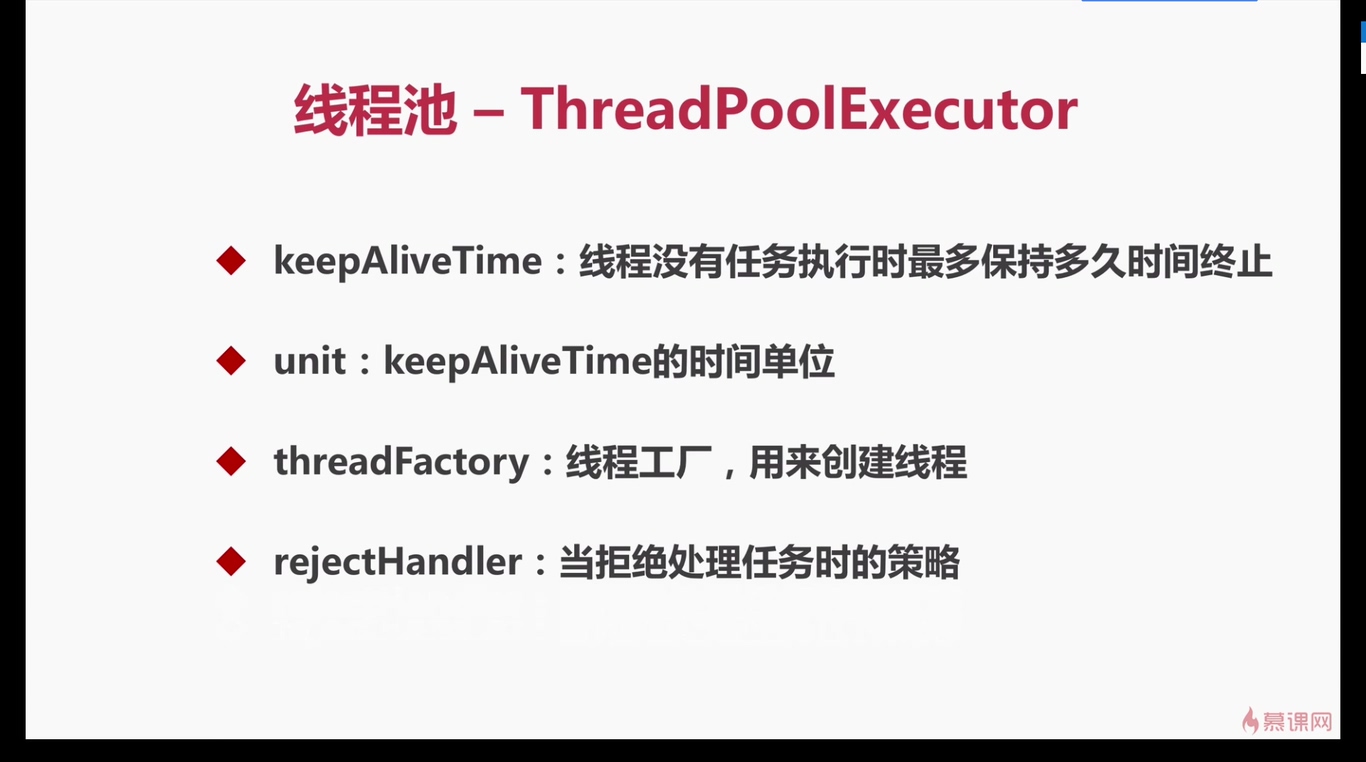 线程池 – ThreadPoolExecutor
keepAliveTime：线程没有任务执行时最多保持多久时间终止
unit：keepAliveTime的时间单位
threadFactory：线程工厂，用来创建线程
rejectHandler：当拒绝处理任务时的策略
慕课网